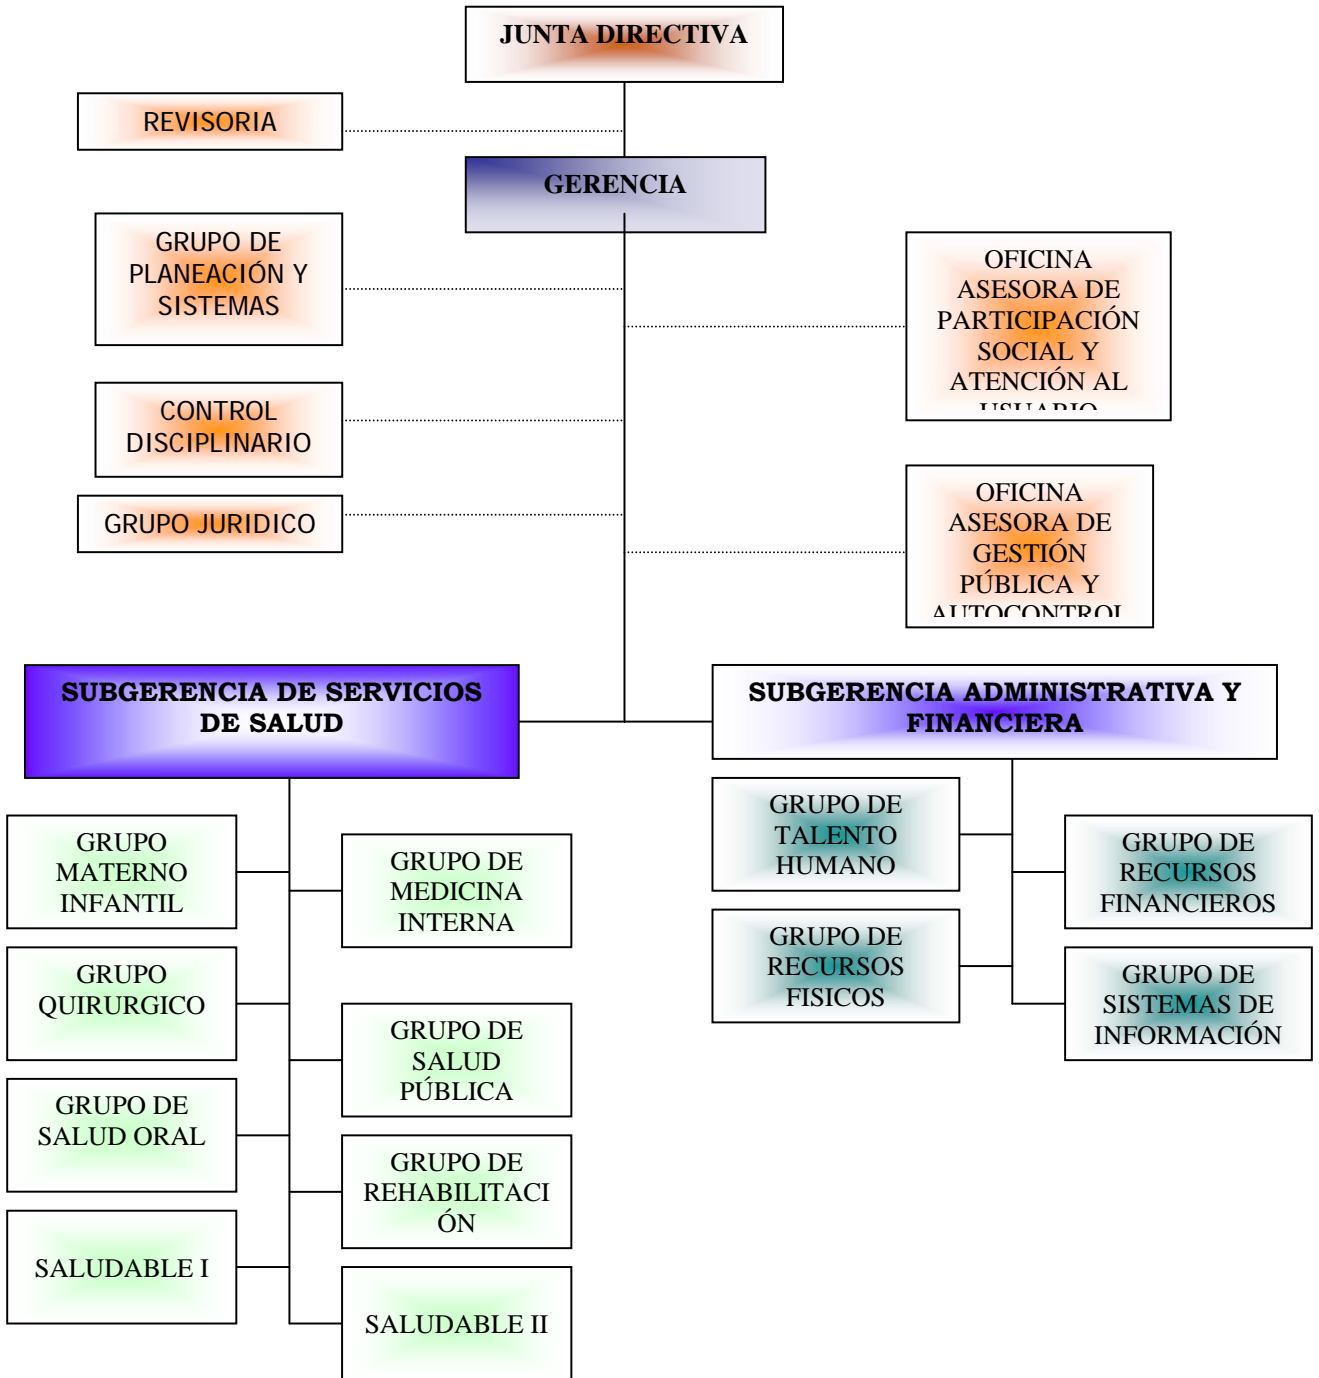 JUNTA DIRECTIVA
REVISORIA
GERENCIA
GRUPO DE
PLANEACIÓN Y
SISTEMAS
OFICINA
ASESORA DE
PARTICIPACIÓN
SOCIAL Y
ATENCIÓN AL
USUARIO
CONTROL
DISCIPLINARIO
GRUPO JURIDICO
OFICINA
ASESORA DE
GESTIÓN
PÚBLICA Y
AUTOCONTROL
SUBGERENCIA DE SERVICIOS
DE SALUD
SUBGERENCIA ADMINISTRATIVA Y
FINANCIERA
GRUPO
MATERNO
INFANTIL
GRUPO DE
MEDICINA
INTERNA
GRUPO
QUIRURGICO
GRUPO DE
SALUD
PÚBLICA
GRUPO DE
SALUD ORAL
GRUPO DE
REHABILITACI
ÓN
SALUDABLE I
SALUDABLE II
GRUPO DE
TALENTO
HUMANO
GRUPO DE
RECURSOS
FINANCIEROS
GRUPO DE
RECURSOS
FISICOS
GRUPO DE
SISTEMAS DE
INFORMACIÓN